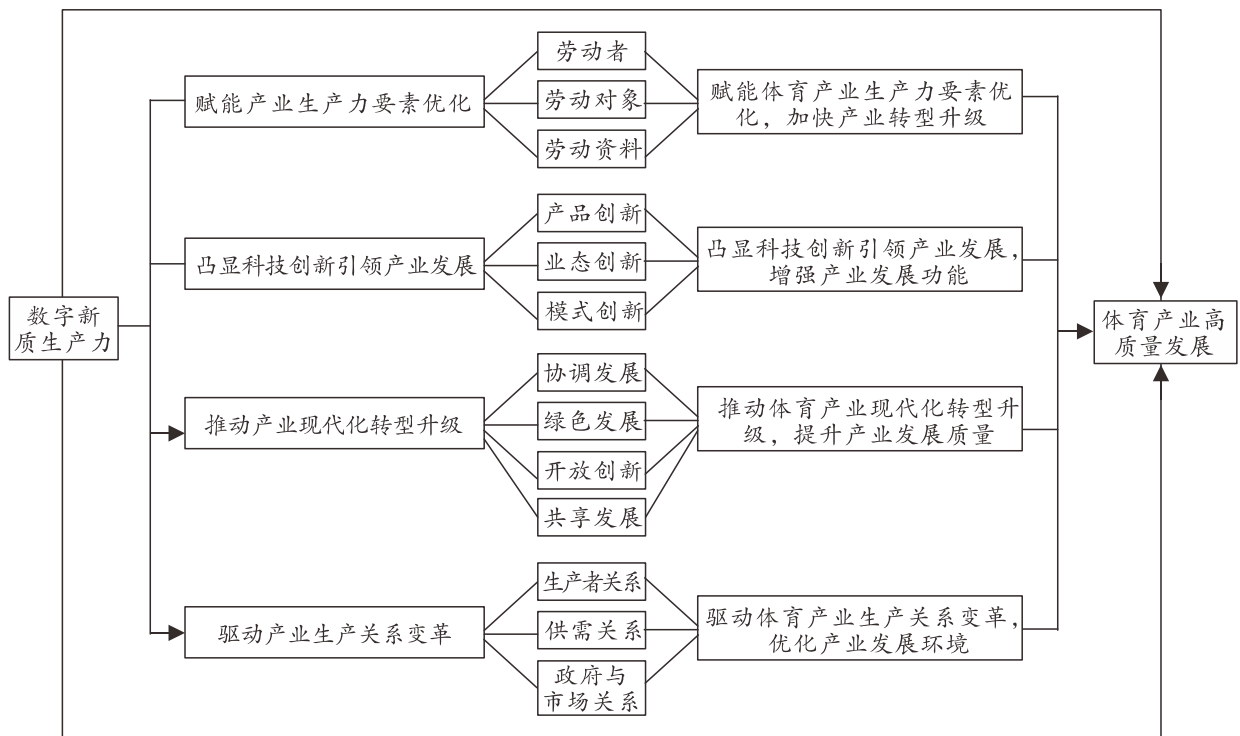 数字新
质生产力
赋能产业生产力要素优化
劳动者
劳动对象
劳动资料
赋能体育产业生产力要素优
化，加快产业转型升级
凸显科技创新引领产业发展
产品创新
业态创新
模式创新
凸显科技创新引领产业发展，
增强产业发展功能
推动产业现代化转型升级
协调发展
绿色发展
开放创新
共享发展
推动体育产业现代化转型升
级，提升产业发展质量
驱动产业生产关系变革
生产者关系
供需关系
政府与
市场关系
驱动体育产业生产关系变革，
优化产业发展环境
体育产业高
质量发展